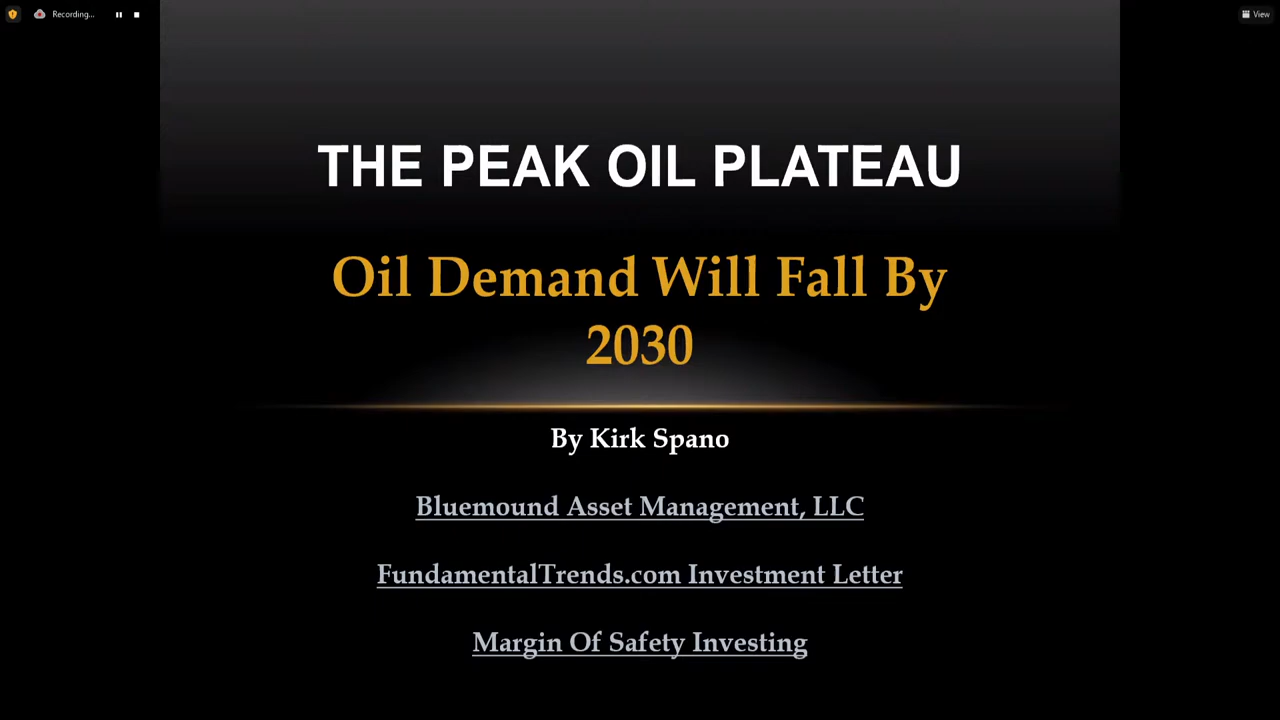 Recording...
View
THE PEAK OIL PLATEAU
Oil Demand Will Fall By
2030
By Kirk Spano
Bluemound Asset Management, LLC
FundamentalTrends.com Investment Letter
Margin Of Safety Investing